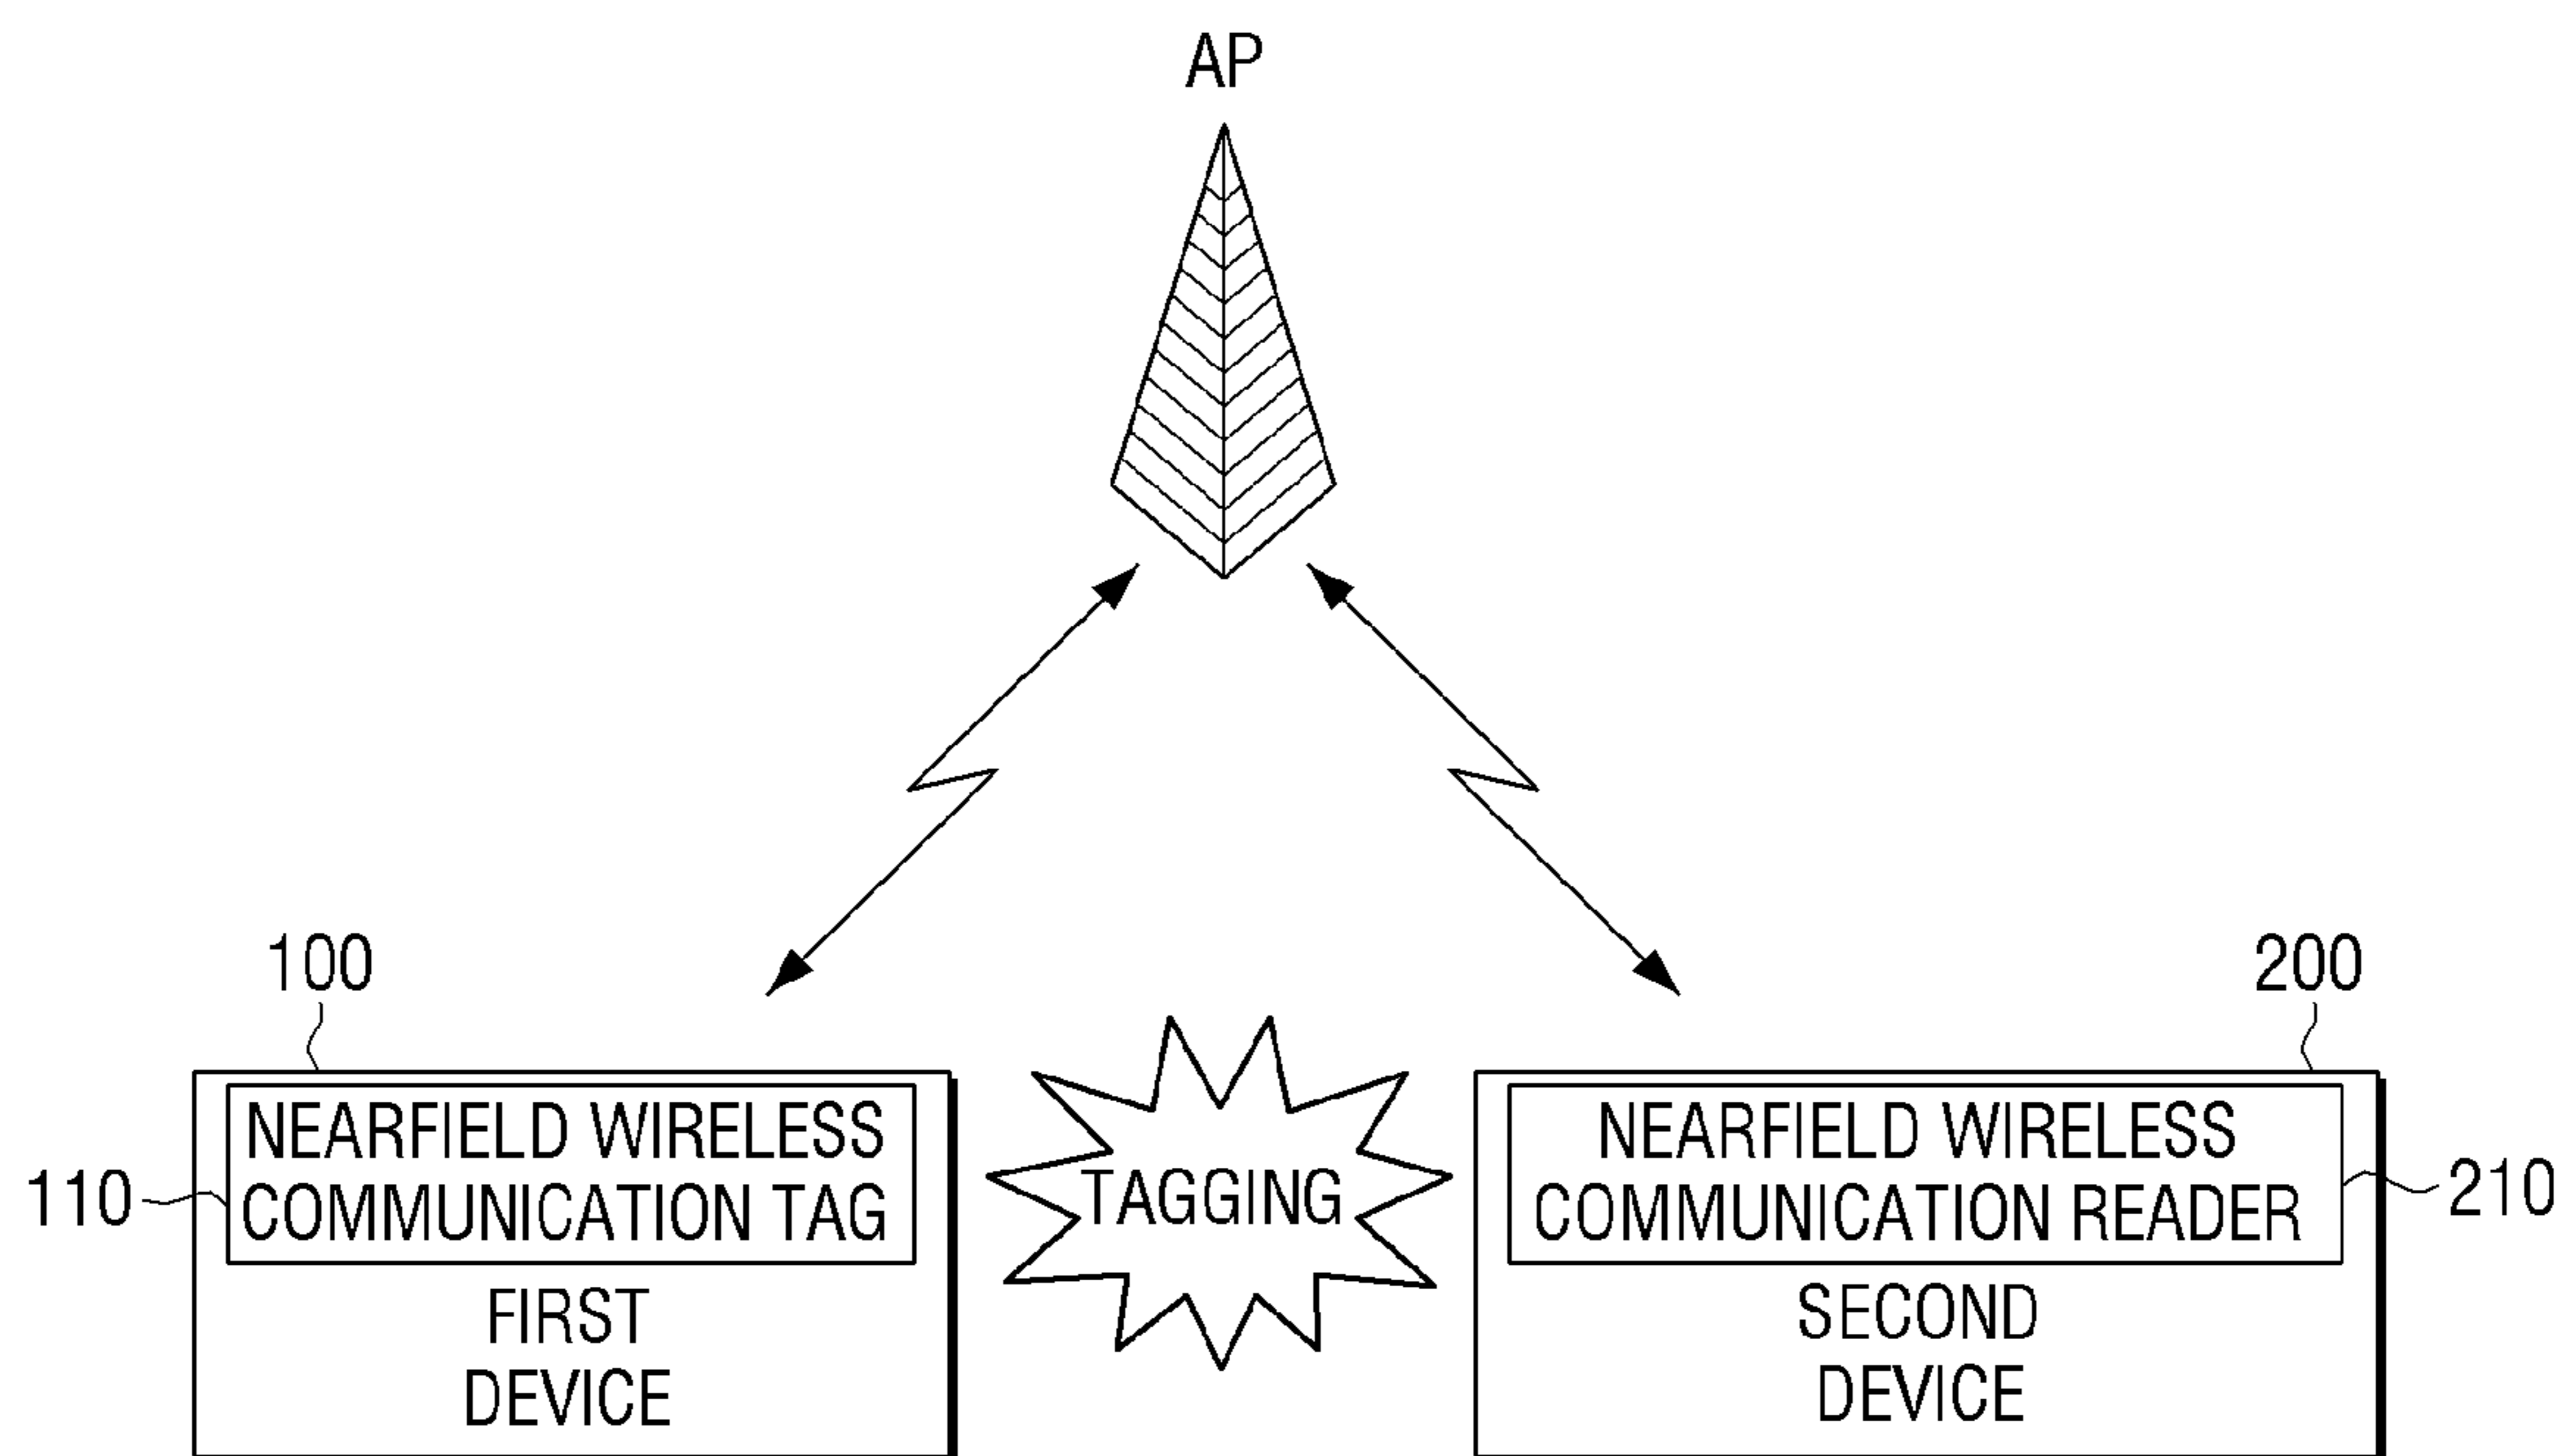 AP
100
200
NEARFIELD WIRELESS
COMMUNICATION TAG
110
FIRST
DEVICE
TAGGING
NEARFIELD WIRELESS
COMMUNICATION READER
210
SECOND
DEVICE